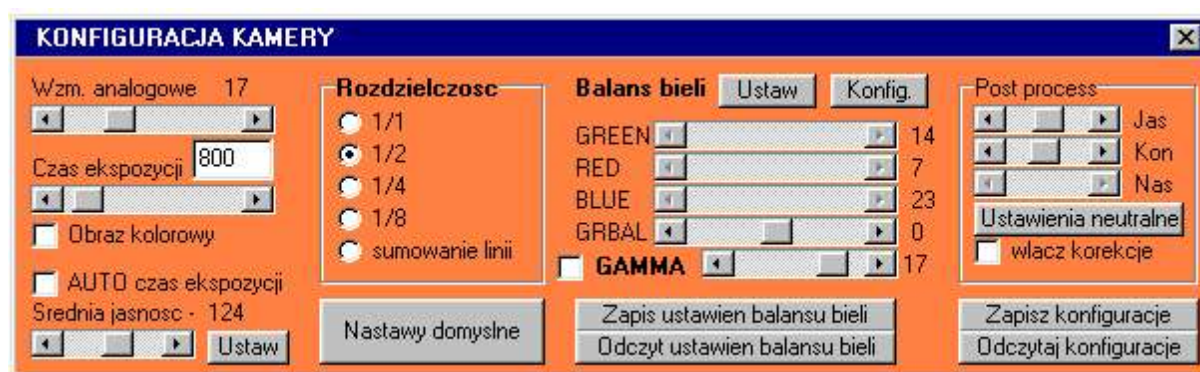 KONFIGURACJA KAMERY
Wzm. analogowe 17
Czas ekspozycji 800
Obraz kolorowy
AUTO czas ekspozycji
Srednia jasnosc - 124
Ustaw
Rozdzielczosc
1/1
1/2
1/4
1/8
sumowanie linii
Nastawy domyslne
Balans bieli Ustaw Konfig.
GREEN 14
RED 7
BLUE 23
GRBAL 0
GAMMA 17
Zapis ustawien balansu bieli
Odczyt ustawien balansu bieli
Post process
Jas
Kon
Nas
Ustawienia neutralne
wlacz korekcje
Zapisz konfiguracje
Odczytaj konfiguracje